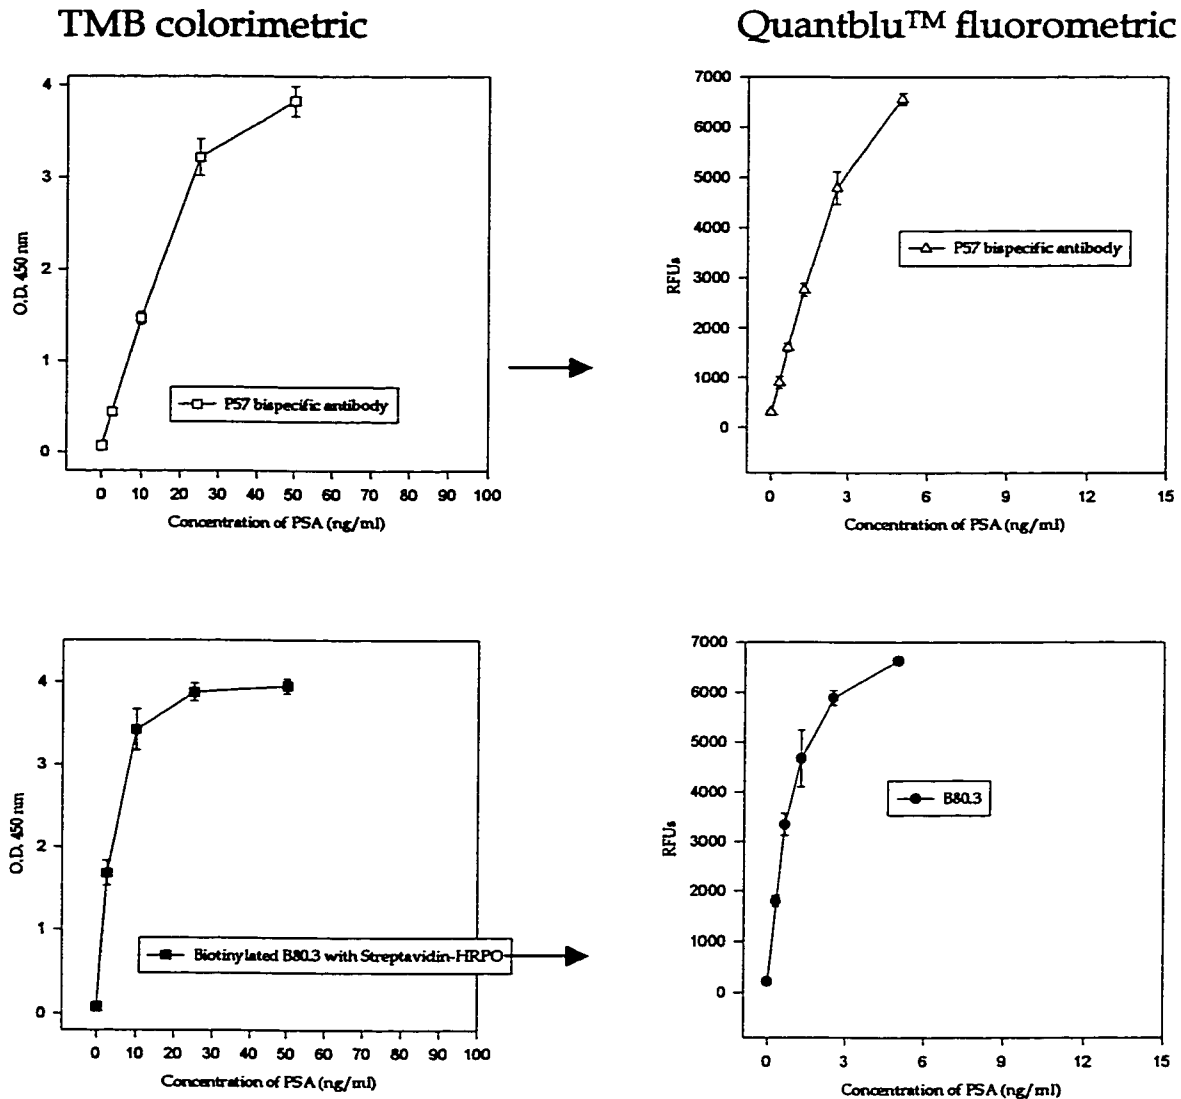 TMB colorimetric
Quantblu™ fluorometric
4
3
2
1
0
O.D. 450 nm
P57 bispecific antibody
0 10 20 30 40 50 60 70 80 90 100
Concentration of PSA (ng/ml)
7000
6000
5000
4000
3000
2000
1000
0
RFUs
P57 bispecific antibody
0 3 6 9 12 15
Concentration of PSA (ng/ml)
4
3
2
1
0
O.D. 450 nm
Biotinylated B80.3 with Streptavidin-HRPO
0 10 20 30 40 50 60 70 80 90 100
Concentration of PSA (ng/ml)
7000
6000
5000
4000
3000
2000
1000
0
RFUs
B80.3
0 3 6 9 12 15
Concentration of PSA (ng/ml)